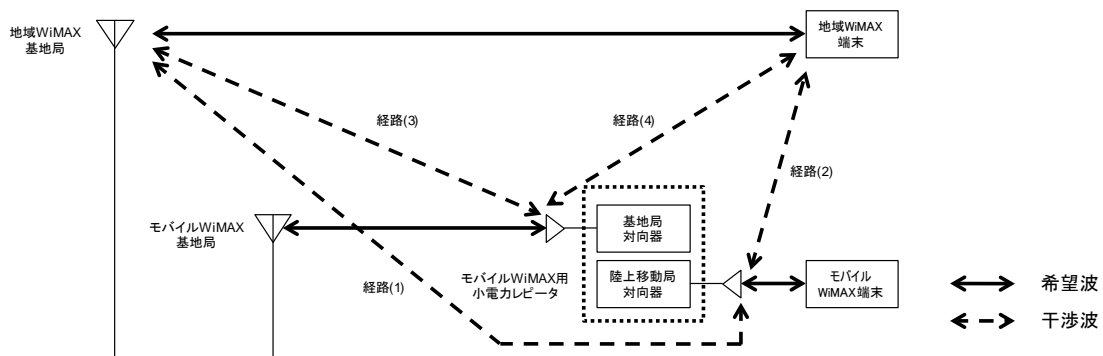 地域WiMAX
基地局
地域WiMAX
端末
経路(3)
経路(4)
経路(2)
モバイルWiMAX
基地局
基地局
対向器
モバイルWiMAX用
小電力レピータ
陸上移動局
対向器
モバイル
WiMAX端末
経路(1)
希望波
干渉波